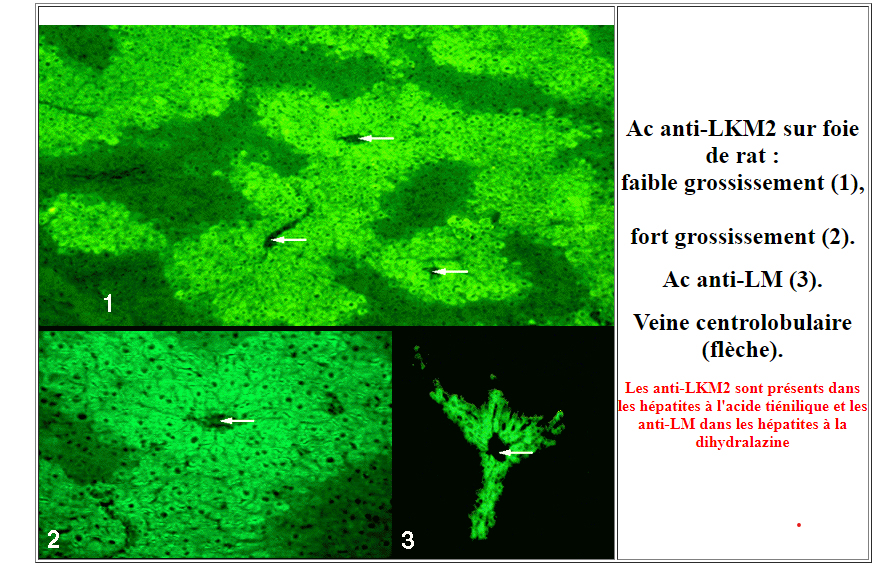 1
2
3
Ac anti-LKM2 sur foie
de rat :
faible grossissement (1),
fort grossissement (2).
Ac anti-LM (3).
Veine centrolobulaire
(flèche).
Les anti-LKM2 sont présents dans
les hépatites à l'acide tiénilique et les
anti-LM dans les hépatites à la
dihydralazine